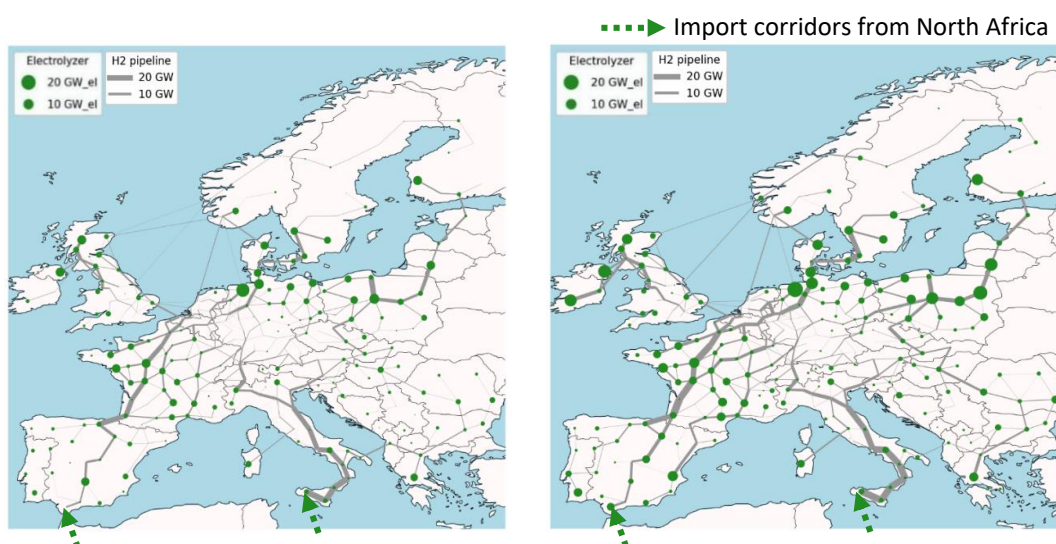 Import corridors from North Africa
Electrolyzer
20 GW_el
10 GW_el
H2 pipeline
20 GW
10 GW
Electrolyzer
20 GW_el
10 GW_el
H2 pipeline
20 GW
10 GW